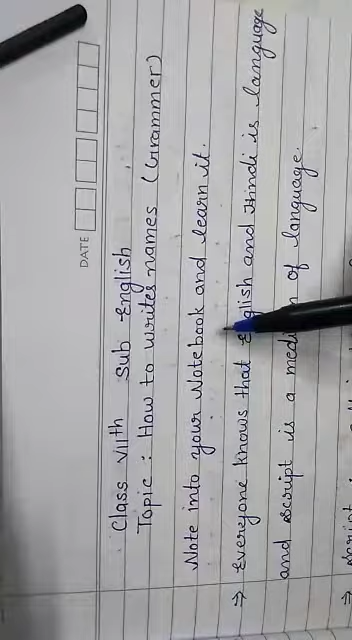 DATE
Class VIIth Sub English
Topic : How to writes names (Grammer)
Note into your Notebook and learn it.
⇒ Everyone knows that English and Hindi is language
and script is a medi of language.
⇒